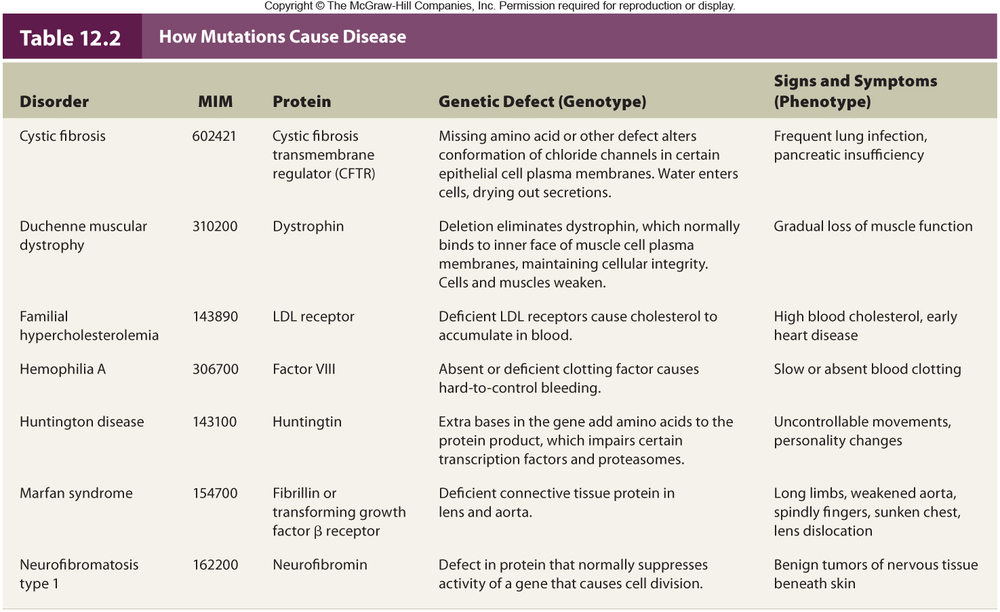 Copyright © The McGraw-Hill Companies, Inc. Permission required for reproduction or display.
Table 12.2 How Mutations Cause Disease
Disorder MIM Protein Genetic Defect (Genotype) Signs and Symptoms (Phenotype)
Cystic fibrosis 602421 Cystic fibrosis Missing amino acid or other defect alters Frequent lung infection,
transmembrane conformation of chloride channels in certain pancreatic insufficiency
regulator (CFTR) epithelial cell plasma membranes. Water enters
cells, drying out secretions.
Duchenne muscular 310200 Dystrophin Deletion eliminates dystrophin, which normally Gradual loss of muscle function
dystrophy binds to inner face of muscle cell plasma
membranes, maintaining cellular integrity.
Cells and muscles weaken.
Familial 143890 LDL receptor Deficient LDL receptors cause cholesterol to High blood cholesterol, early
hypercholesterolemia accumulate in blood. heart disease
Hemophilia A 306700 Factor VIII Absent or deficient clotting factor causes Slow or absent blood clotting
hard-to-control bleeding.
Huntington disease 143100 Huntingtin Extra bases in the gene add amino acids to the Uncontrollable movements,
protein product, which impairs certain personality changes
transcription factors and proteasomes.
Marfan syndrome 154700 Fibrillin or Deficient connective tissue protein in Long limbs, weakened aorta,
transforming growth lens and aorta. spindly fingers, sunken chest,
factor β receptor lens dislocation
Neurofibromatosis 162200 Neurofibromin Defect in protein that normally suppresses Benign tumors of nervous tissue
type 1 activity of a gene that causes cell division. beneath skin